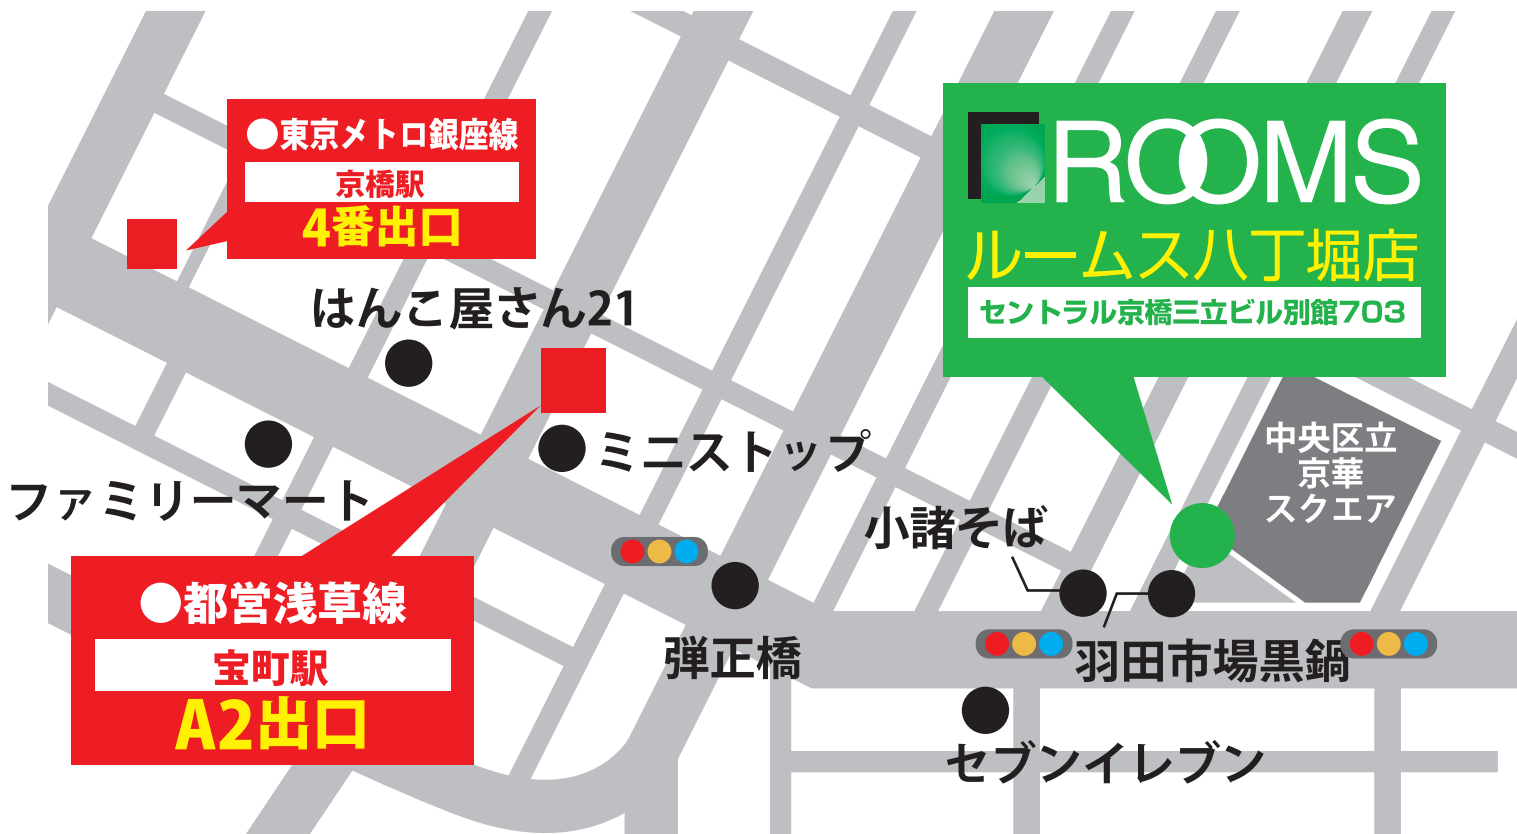 ●東京メトロ銀座線
京橋駅
4番出口
ROOMS
ルームス八丁堀店
セントラル京橋三立ビル別館703
はんこ屋さん21
ミニストップ
ファミリーマート
中央区立
京華
スクエア
小諸そば
●都営浅草線
宝町駅
A2出口
弾正橋
羽田市場黒鍋
セブンイレブン